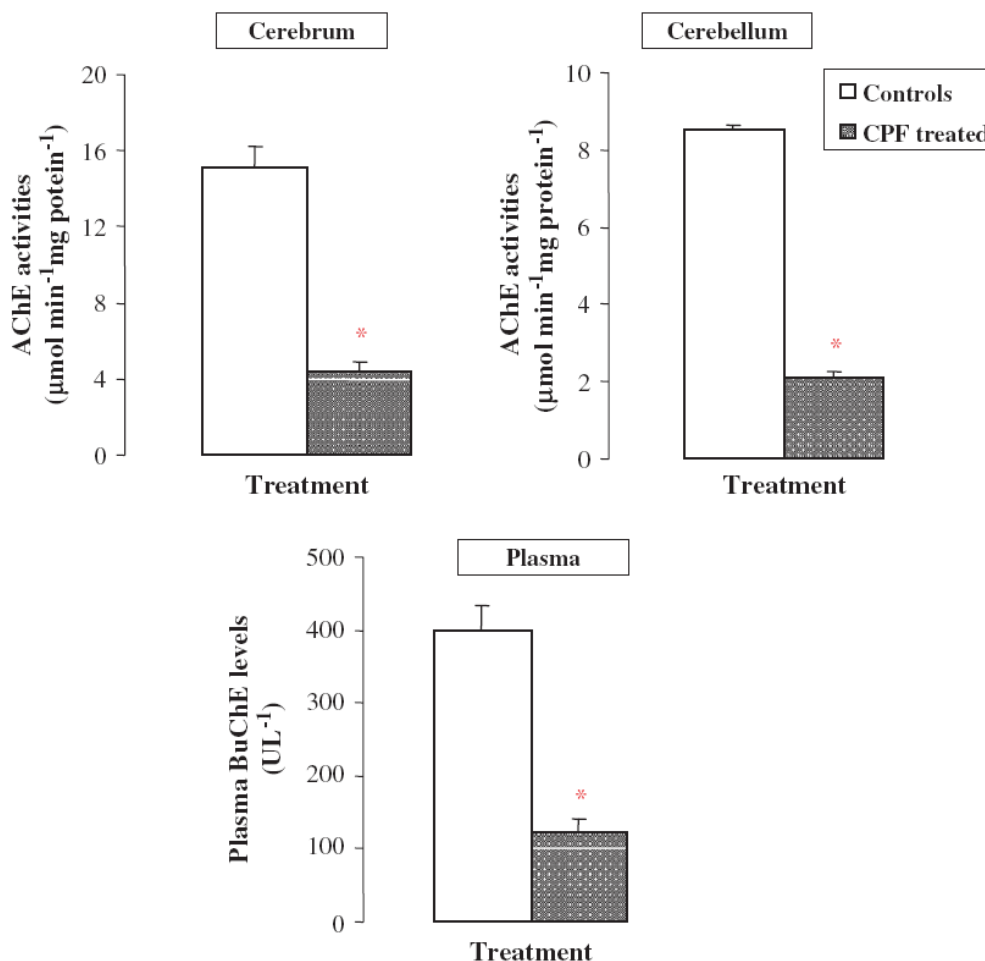 Cerebrum
20
16
12
8
4
0
AChE activities
(μmol min⁻¹mg potein⁻¹)
*
Treatment
Cerebellum
10
8
6
4
2
0
AChE activities
(μmol min⁻¹mg protein⁻¹)
*
Treatment
Controls
CPF treated
Plasma
500
400
300
200
100
0
Plasma BuChE levels
(UL⁻¹)
*
Treatment